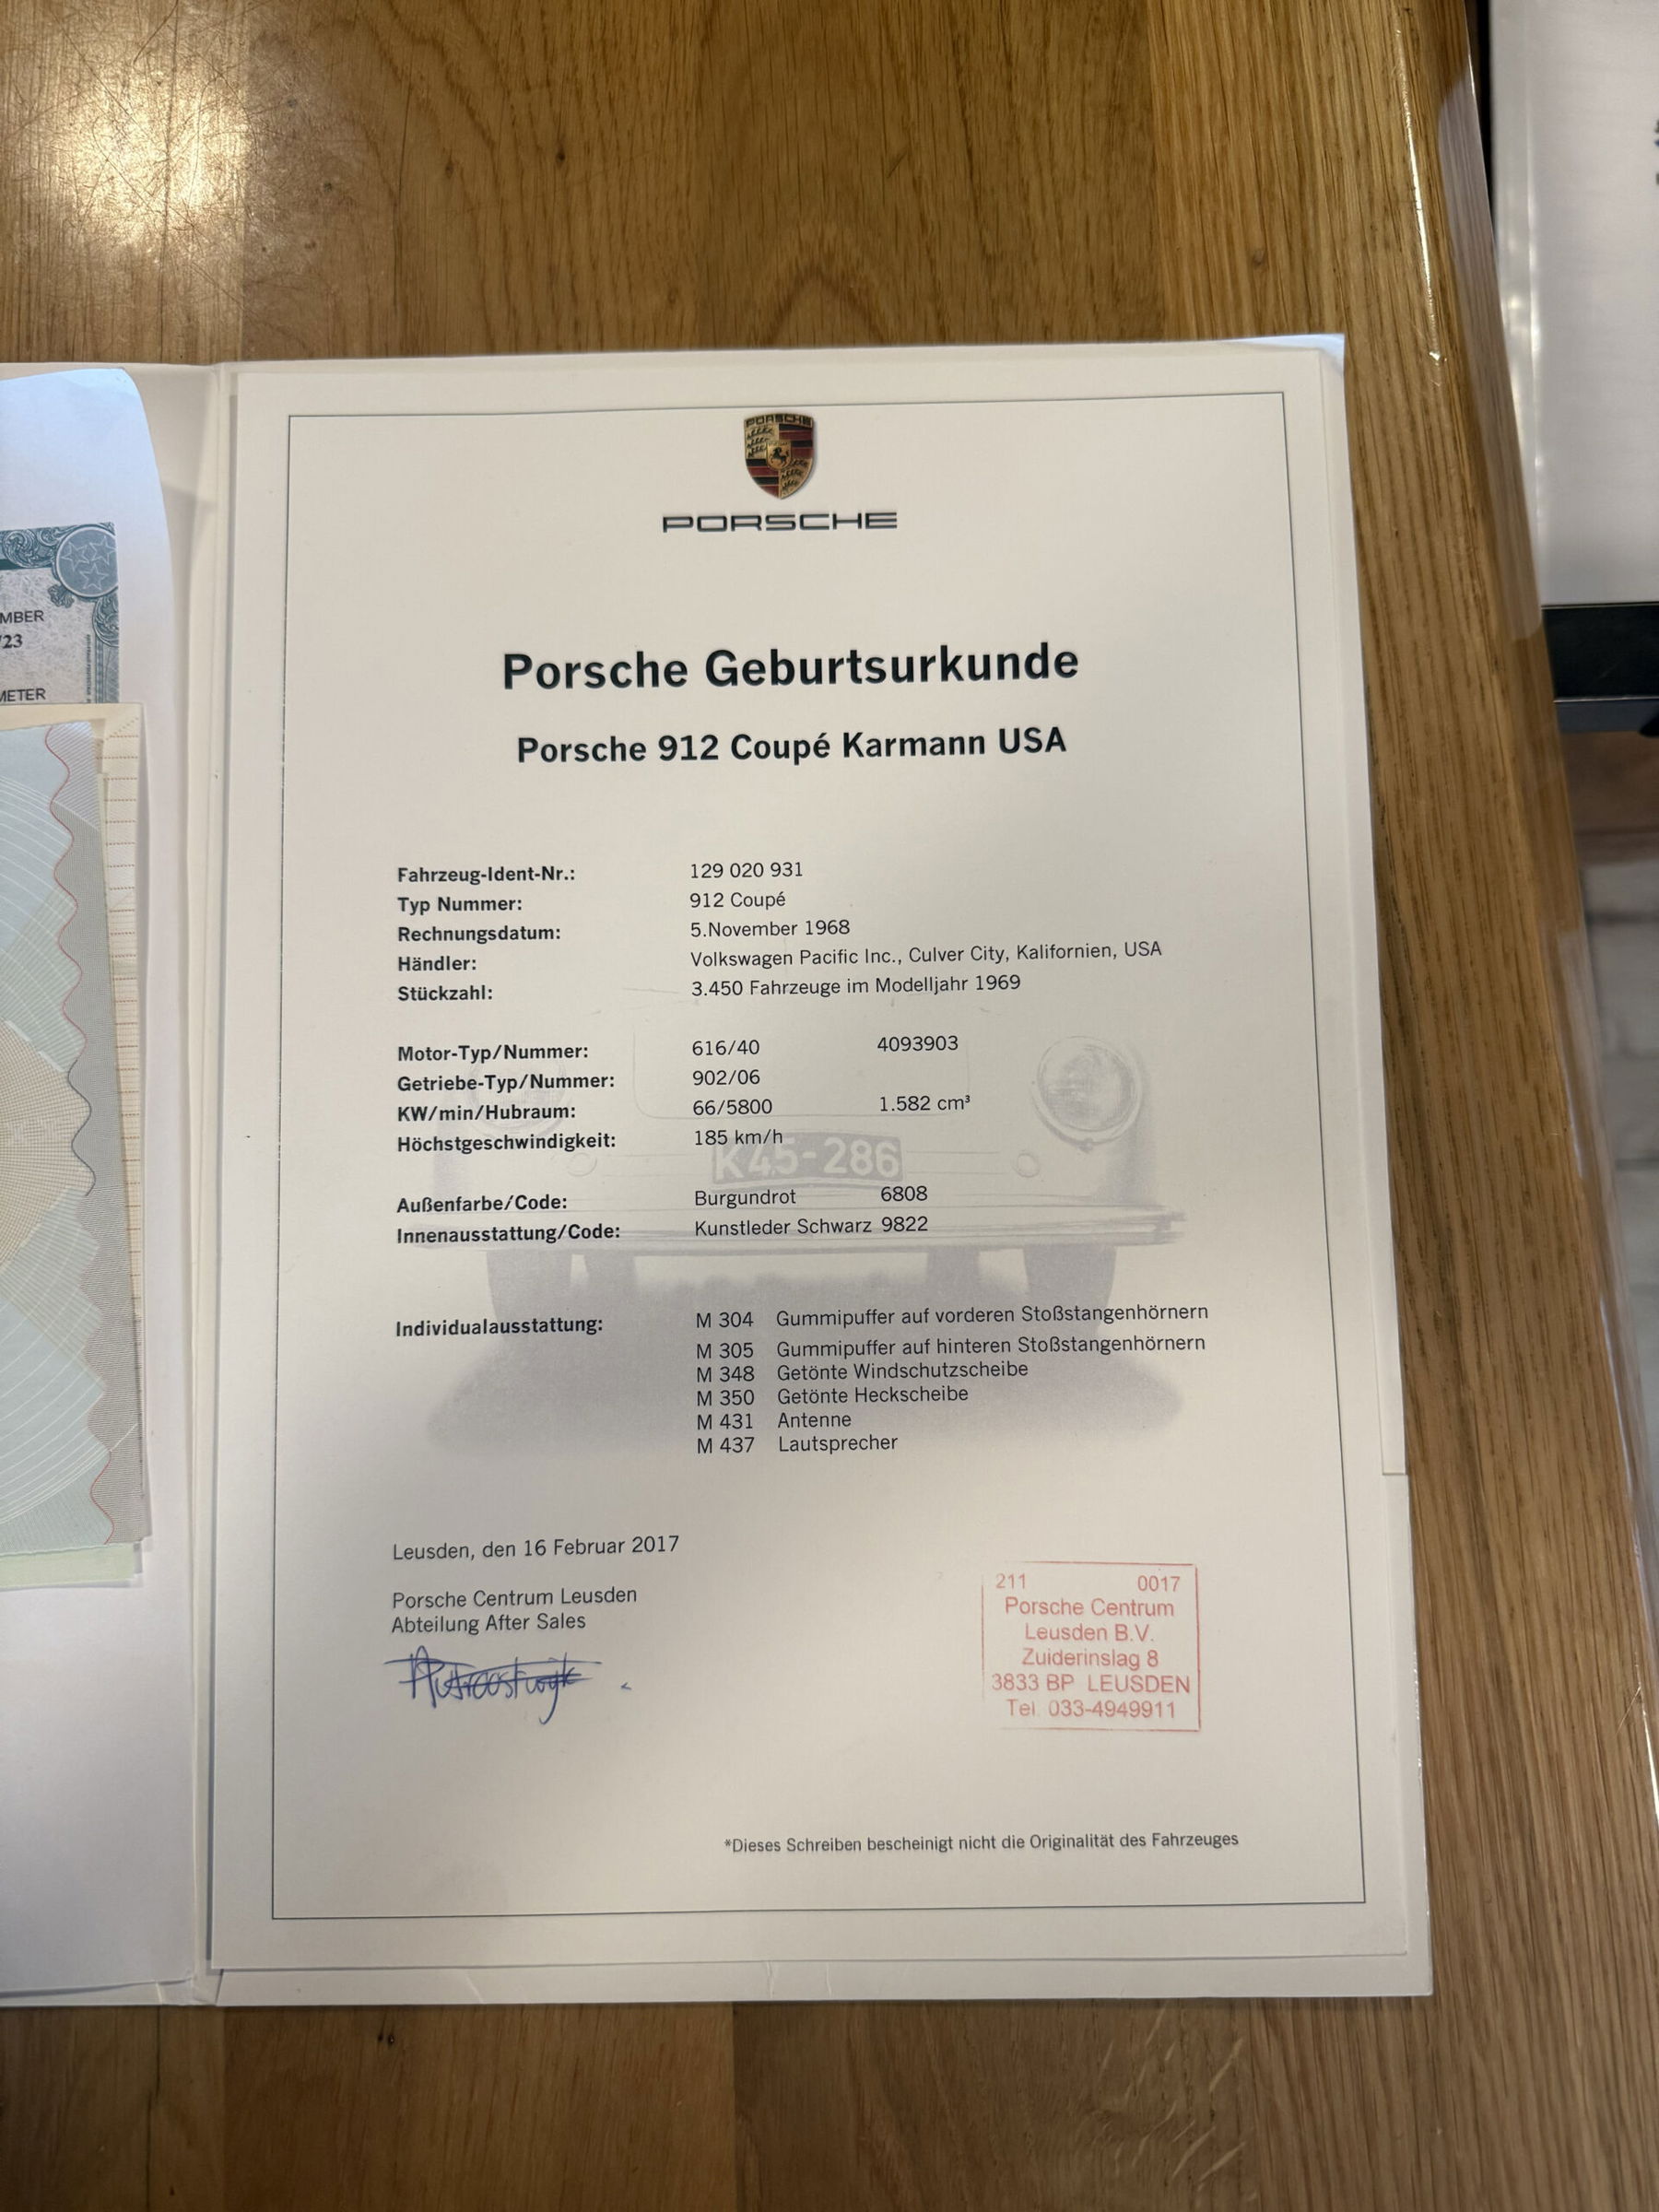 MBER
/23
METER
PORSCHE
PORSCHE
Porsche Geburtsurkunde
Porsche 912 Coupé Karmann USA
Fahrzeug-Ident-Nr.: 129 020 931
Typ Nummer: 912 Coupé
Rechnungsdatum: 5.November 1968
Händler: Volkswagen Pacific Inc., Culver City, Kalifornien, USA
Stückzahl: 3.450 Fahrzeuge im Modelljahr 1969
Motor-Typ/Nummer: 616/40 4093903
Getriebe-Typ/Nummer: 902/06
KW/min/Hubraum: 66/5800 1.582 cm³
Höchstgeschwindigkeit: 185 km/h
K45-286
Außenfarbe/Code: Burgundrot 6808
Innenausstattung/Code: Kunstleder Schwarz 9822
Individualausstattung: M 304 Gummipuffer auf vorderen Stoßstangenhörnern
M 305 Gummipuffer auf hinteren Stoßstangenhörnern
M 348 Getönte Windschutzscheibe
M 350 Getönte Heckscheibe
M 431 Antenne
M 437 Lautsprecher
Leusden, den 16 Februar 2017
Porsche Centrum Leusden
Abteilung After Sales
211 0017
Porsche Centrum
Leusden B.V.
Zuiderinslag 8
3833 BP LEUSDEN
Tel. 033-4949911
*Dieses Schreiben bescheinigt nicht die Originalität des Fahrzeuges